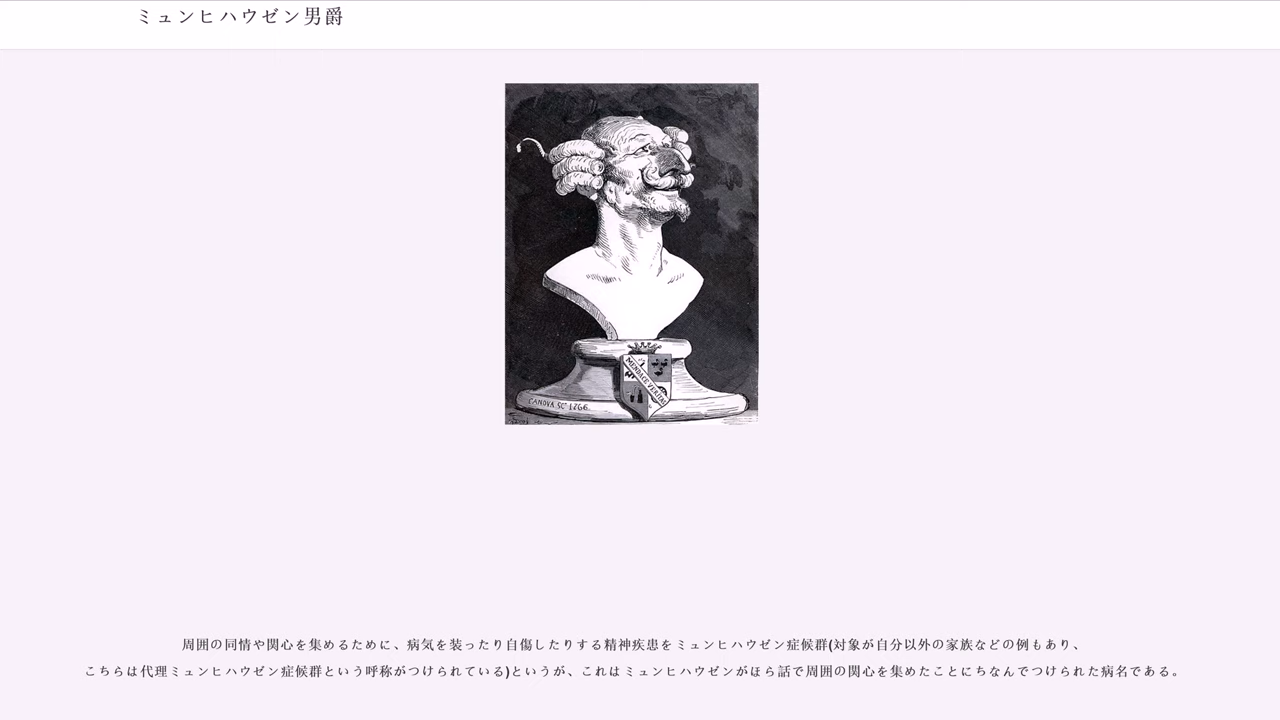 ミュンヒハウゼン男爵
MENDACE VERITAS
CANOVA SCᵀ 1766.
周囲の同情や関心を集めるために、病気を装ったり自傷したりする精神疾患をミュンヒハウゼン症候群(対象が自分以外の家族などの例もあり、
こちらは代理ミュンヒハウゼン症候群という呼称がつけられている)というが、これはミュンヒハウゼンがほら話で周囲の関心を集めたことにちなんでつけられた病名である。